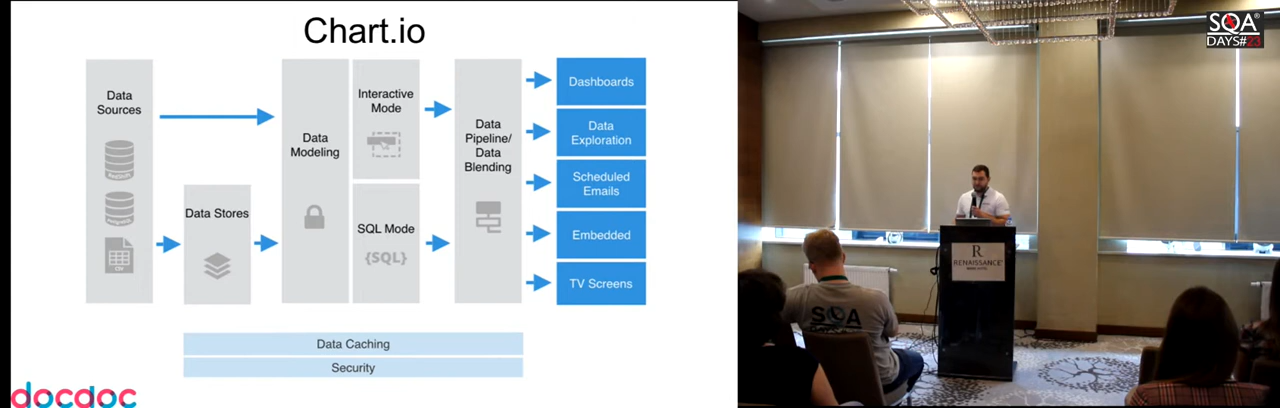 Chart.io
Data
Sources
Data Stores
Data
Modeling
Interactive
Mode
SQL Mode
{SQL}
Data
Pipeline/
Data
Blending
Dashboards
Data
Exploration
Scheduled
Emails
Embedded
TV Screens
Data Caching
Security
docdoc
SQA
DAYS#23
R
RENAISSANCE
SQA